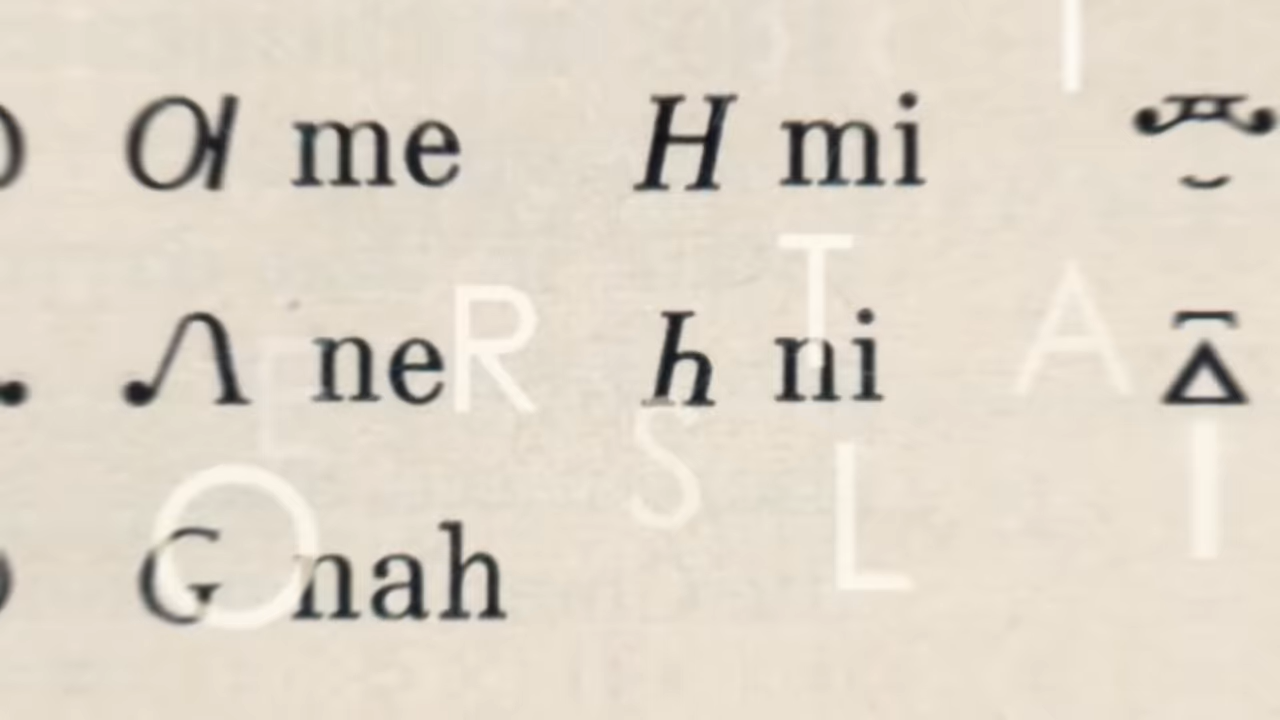 Ꮊ me Ꮋ mi
Ꮑ ne Ꮒ ni
Ꮐ nah
T
T A
E R
S
L I
O